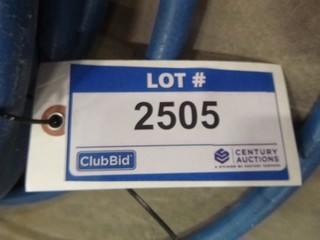 LOT #
2505
ClubBid
CENTURY
AUCTIONS